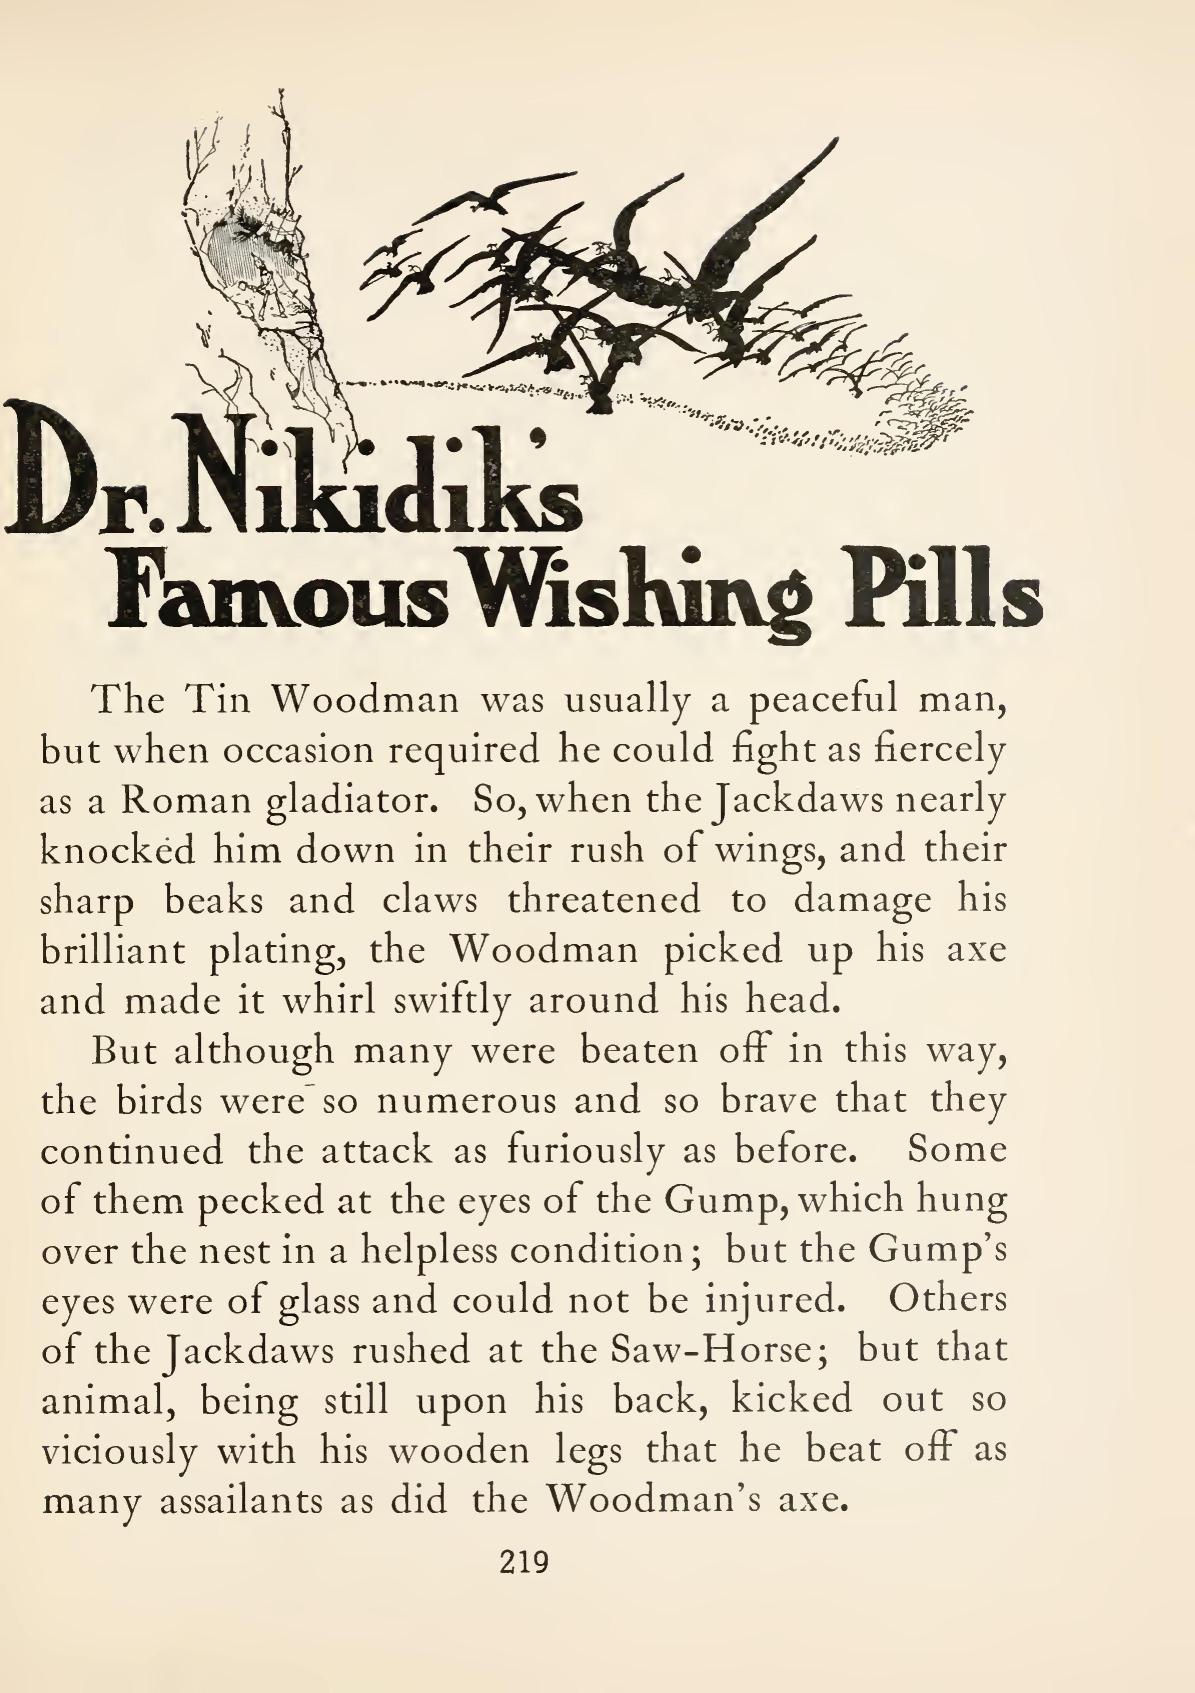 Dr. Nikidik's
Famous Wishing Pills
The Tin Woodman was usually a peaceful man,
but when occasion required he could fight as fiercely
as a Roman gladiator. So, when the Jackdaws nearly
knocked him down in their rush of wings, and their
sharp beaks and claws threatened to damage his
brilliant plating, the Woodman picked up his axe
and made it whirl swiftly around his head.
But although many were beaten off in this way,
the birds were so numerous and so brave that they
continued the attack as furiously as before. Some
of them pecked at the eyes of the Gump, which hung
over the nest in a helpless condition; but the Gump's
eyes were of glass and could not be injured. Others
of the Jackdaws rushed at the Saw-Horse; but that
animal, being still upon his back, kicked out so
viciously with his wooden legs that he beat off as
many assailants as did the Woodman's axe.
219